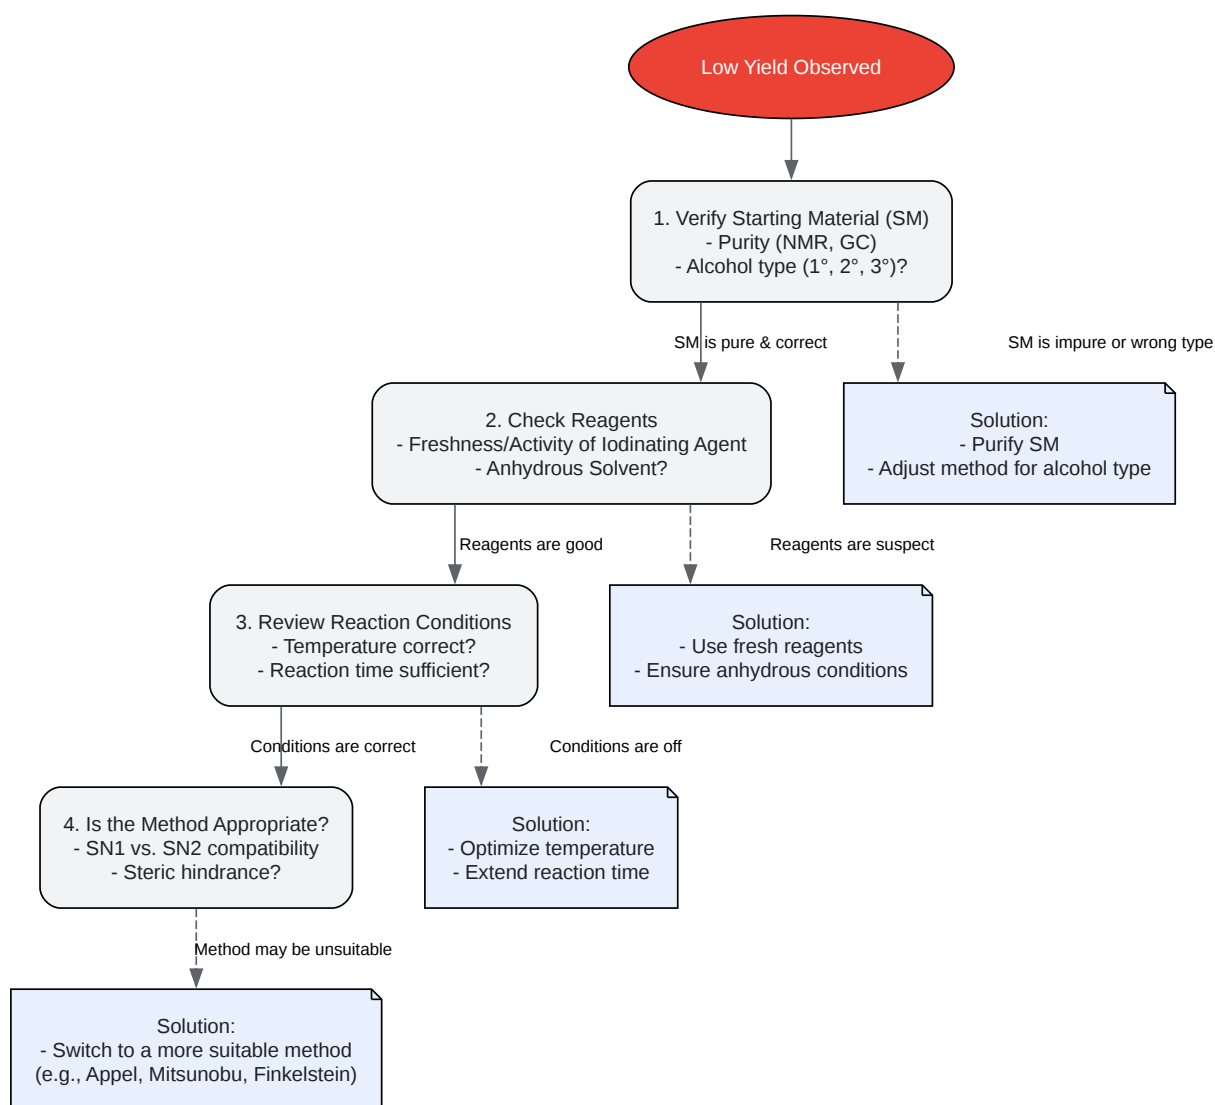 Low Yield Observed
1. Verify Starting Material (SM)
- Purity (NMR, GC)
- Alcohol type (1°, 2°, 3°)?
SM is pure & correct
SM is impure or wrong type
2. Check Reagents
- Freshness/Activity of Iodinating Agent
- Anhydrous Solvent?
Solution:
- Purify SM
- Adjust method for alcohol type
Reagents are good
Reagents are suspect
3. Review Reaction Conditions
- Temperature correct?
- Reaction time sufficient?
Solution:
- Use fresh reagents
- Ensure anhydrous conditions
Conditions are correct
Conditions are off
4. Is the Method Appropriate?
- SN1 vs. SN2 compatibility
- Steric hindrance?
Solution:
- Optimize temperature
- Extend reaction time
Method may be unsuitable
Solution:
- Switch to a more suitable method
(e.g., Appel, Mitsunobu, Finkelstein)